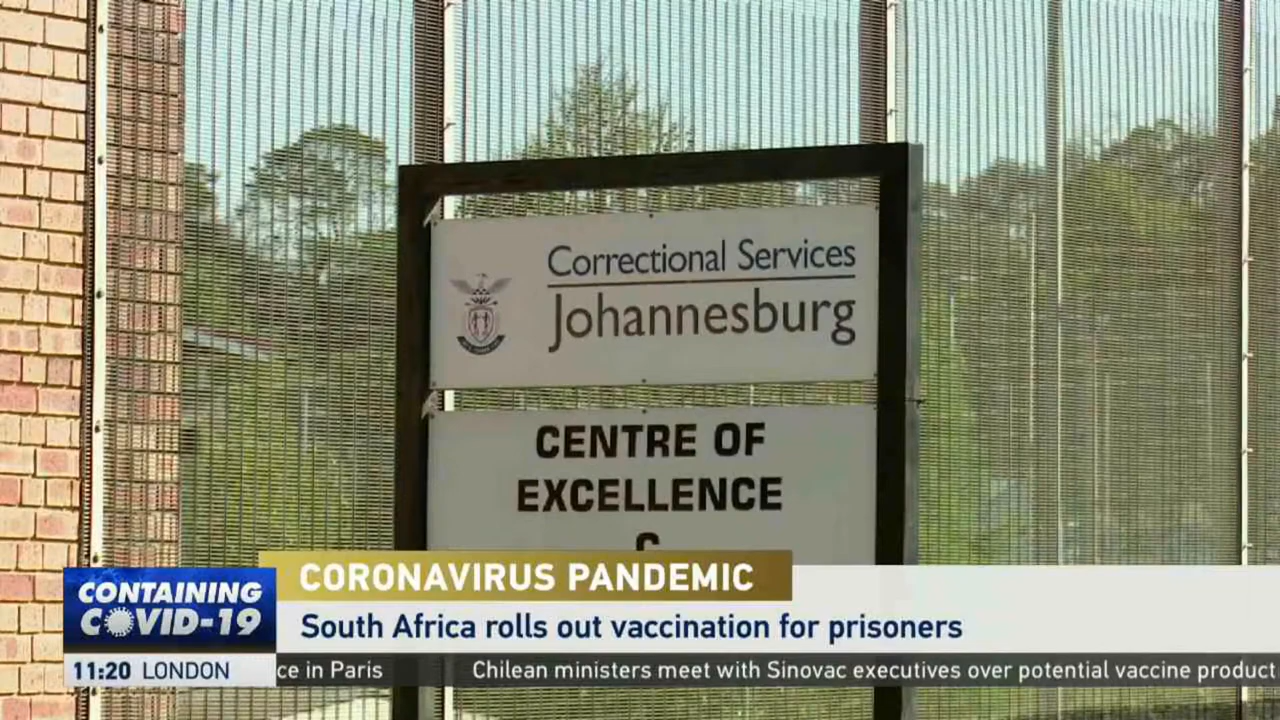 Correctional Services
Johannesburg
CENTRE OF
EXCELLENCE
C
CORONAVIRUS PANDEMIC
CONTAINING
COVID-19
South Africa rolls out vaccination for prisoners
11:20 LONDON
ce in Paris Chilean ministers meet with Sinovac executives over potential vaccine product